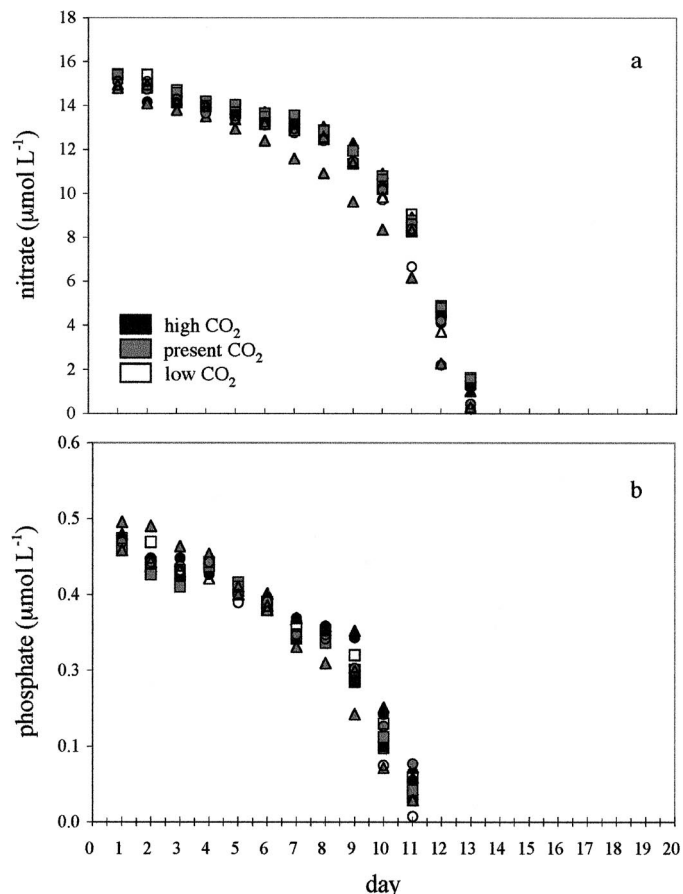 18
16
14
12
10
8
6
4
2
0
nitrate (μmol L⁻¹)
a
high CO₂
present CO₂
low CO₂
0.6
0.5
0.4
0.3
0.1
0.0
phosphate (μmol L⁻¹)
b
0 1 2 3 4 5 6 7 8 9 10 11 12 13 14 15 16 17 18 19 20
day